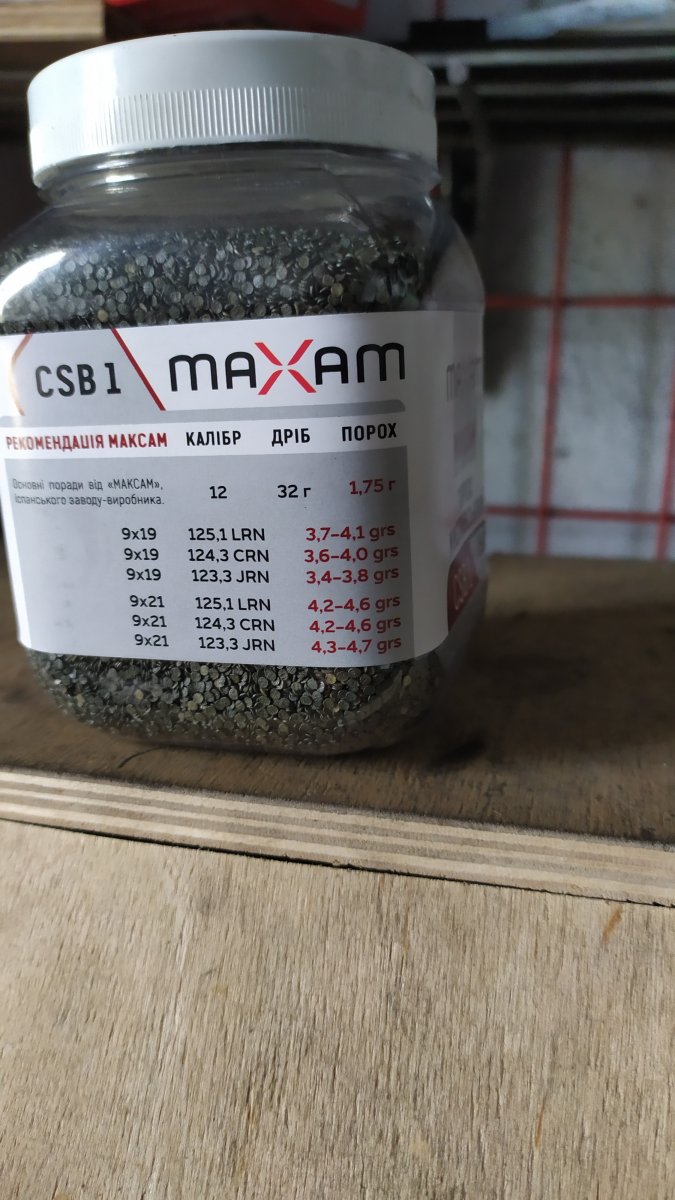 CSB 1 MAXAM
РЕКОМЕНДАЦІЯ МАКСАМ КАЛІБР ДРІБ ПОРОХ
Основні поради від «МАКСАМ», 12 32 г 1,75 г
іспанського заводу-виробника.
9x19 125,1 LRN 3,7–4,1 grs
9x19 124,3 CRN 3,6–4,0 grs
9x19 123,3 JRN 3,4–3,8 grs
9x21 125,1 LRN 4,2–4,6 grs
9x21 124,3 CRN 4,2–4,6 grs
9x21 123,3 JRN 4,3–4,7 grs